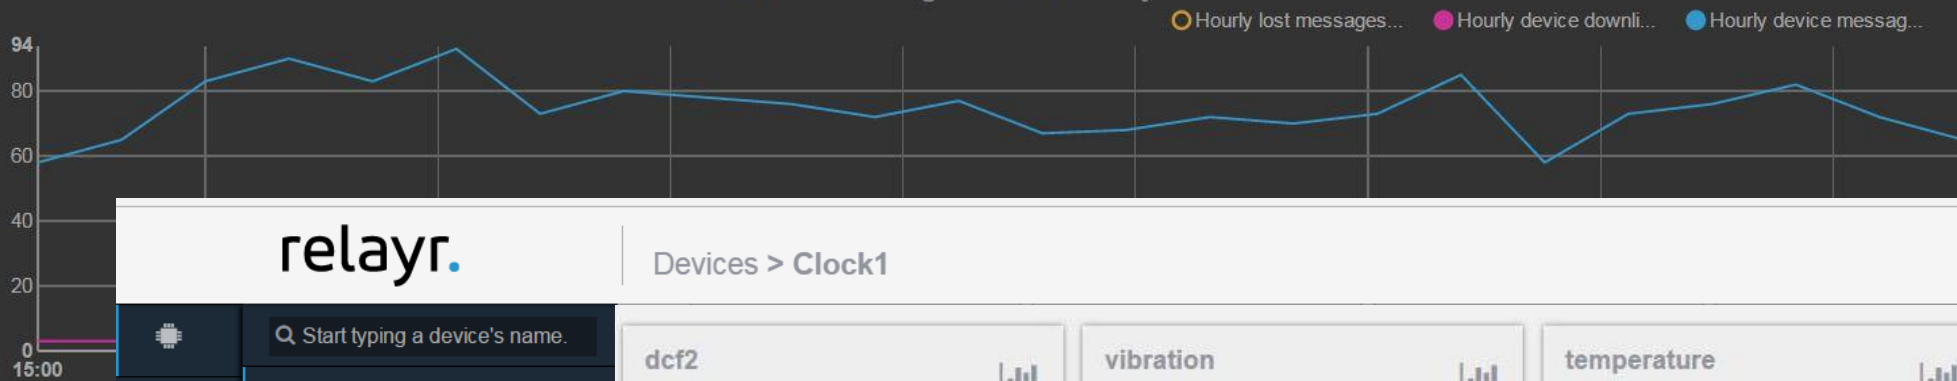 Hourly lost messages... Hourly device downli... Hourly device messag...
94
80
60
40
20
0
15:00
relayr.
Devices > Clock1
Start typing a device's name.
dcf2
vibration
temperature